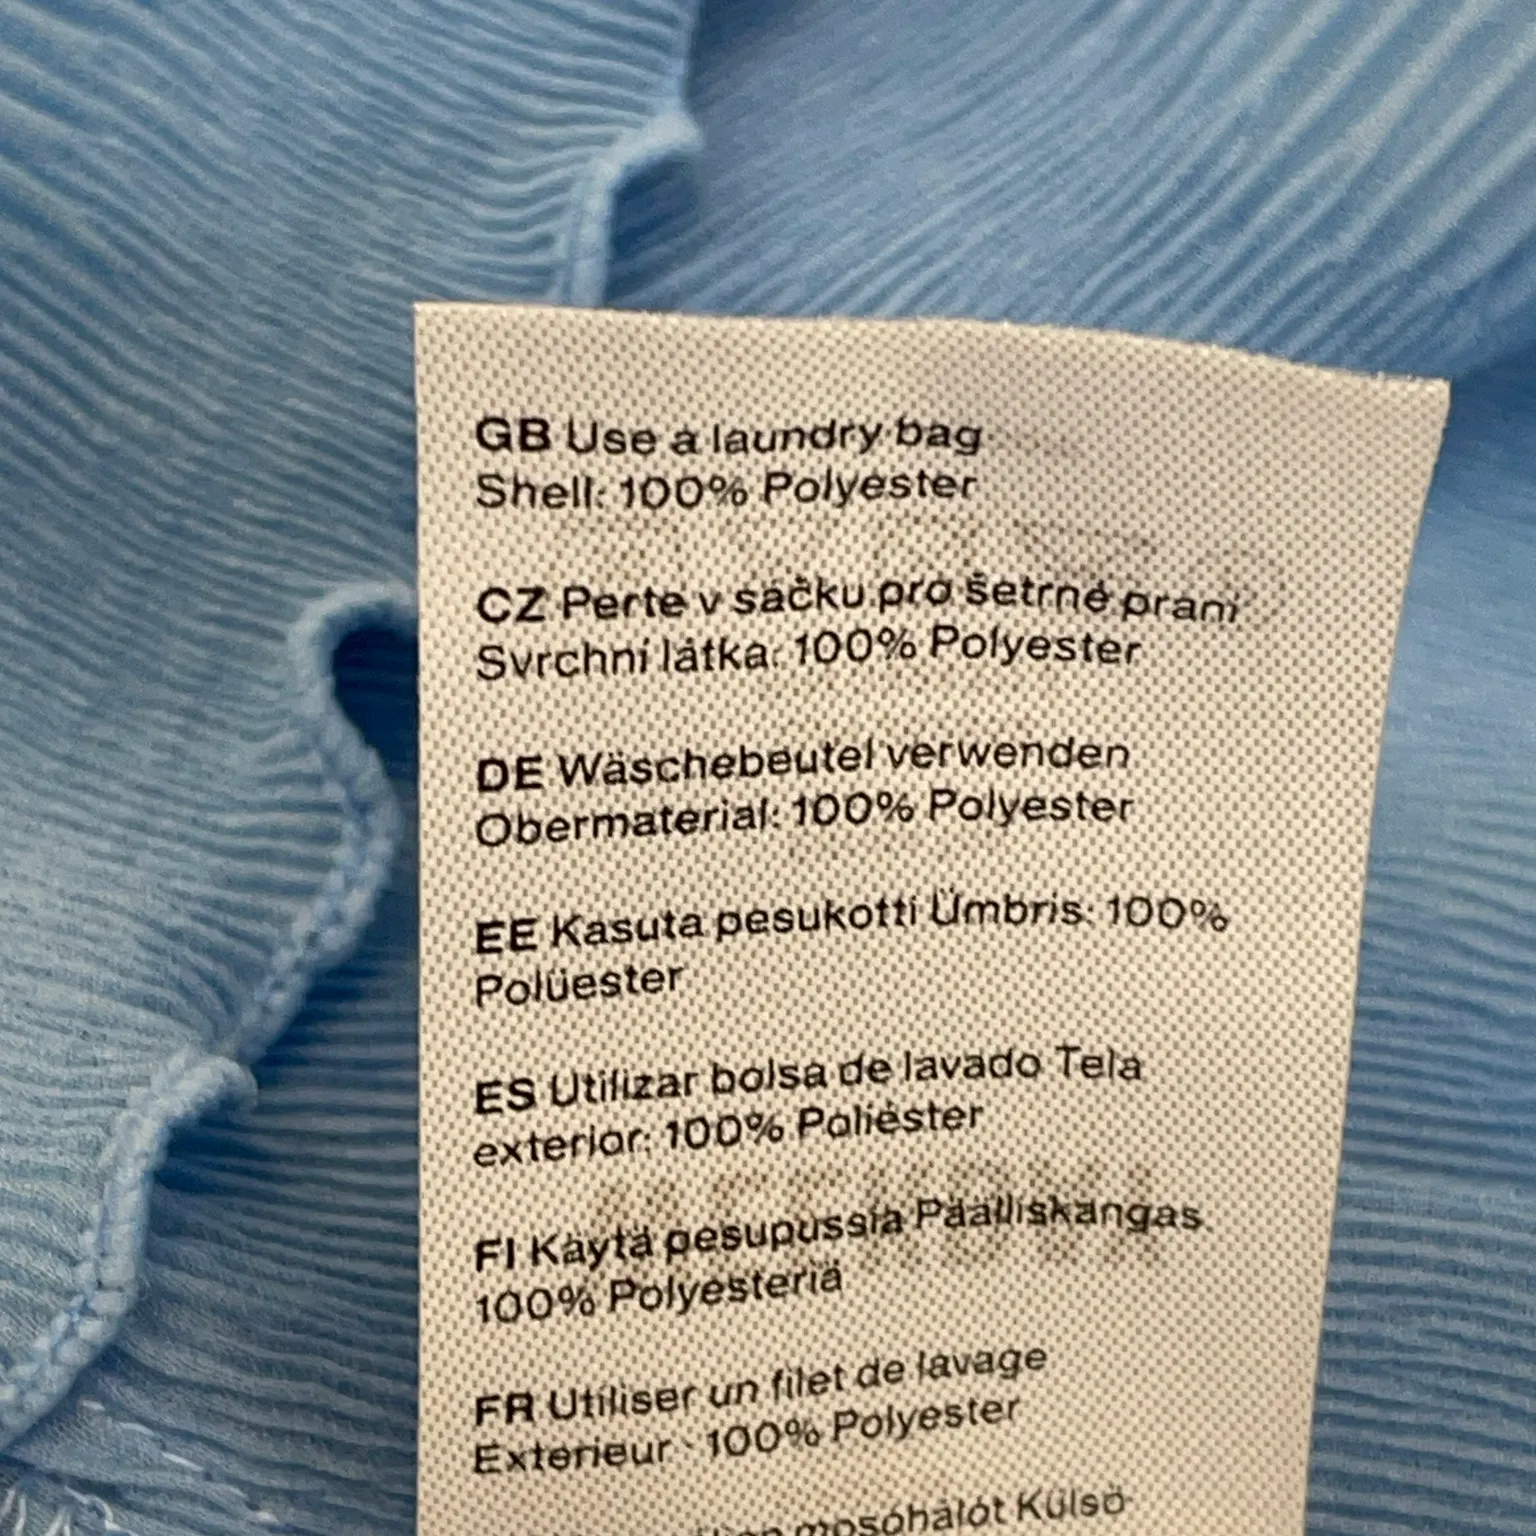 GB Use a laundry bag
Shell: 100% Polyester
CZ Perte v sáčku pro šetrné praní
Svrchní látka: 100% Polyester
DE Wäschebeutel verwenden
Obermaterial: 100% Polyester
EE Kasuta pesukotti Ümbris: 100%
Polüester
ES Utilizar bolsa de lavado Tela
exterior: 100% Poliéster
FI Käytä pesupussia Päälliskangas:
100% Polyesteriä
FR Utiliser un filet de lavage
Exterieur : 100% Polyester
mosóhálót Külső